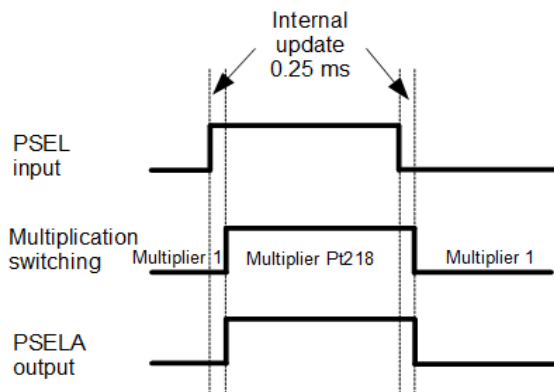 Internal
update
0.25 ms
PSEL
input
Multiplication
switching
Multiplier 1
Multiplier Pt218
Multiplier 1
PSELA
output